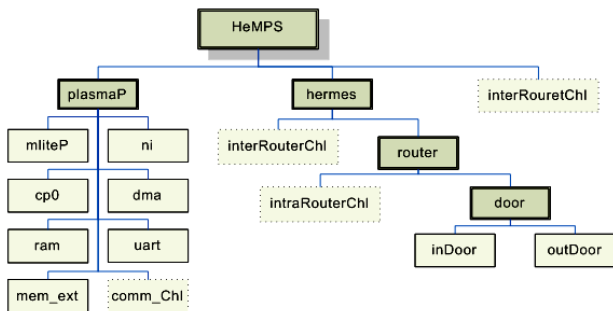 HeMPS
plasmaP
hermes
interRouretChl
mliteP
ni
interRouterChl
router
cp0
dma
intraRouterChl
door
ram
uart
inDoor
outDoor
mem_ext
comm_Chl